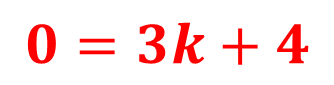 0 = 3k + 4